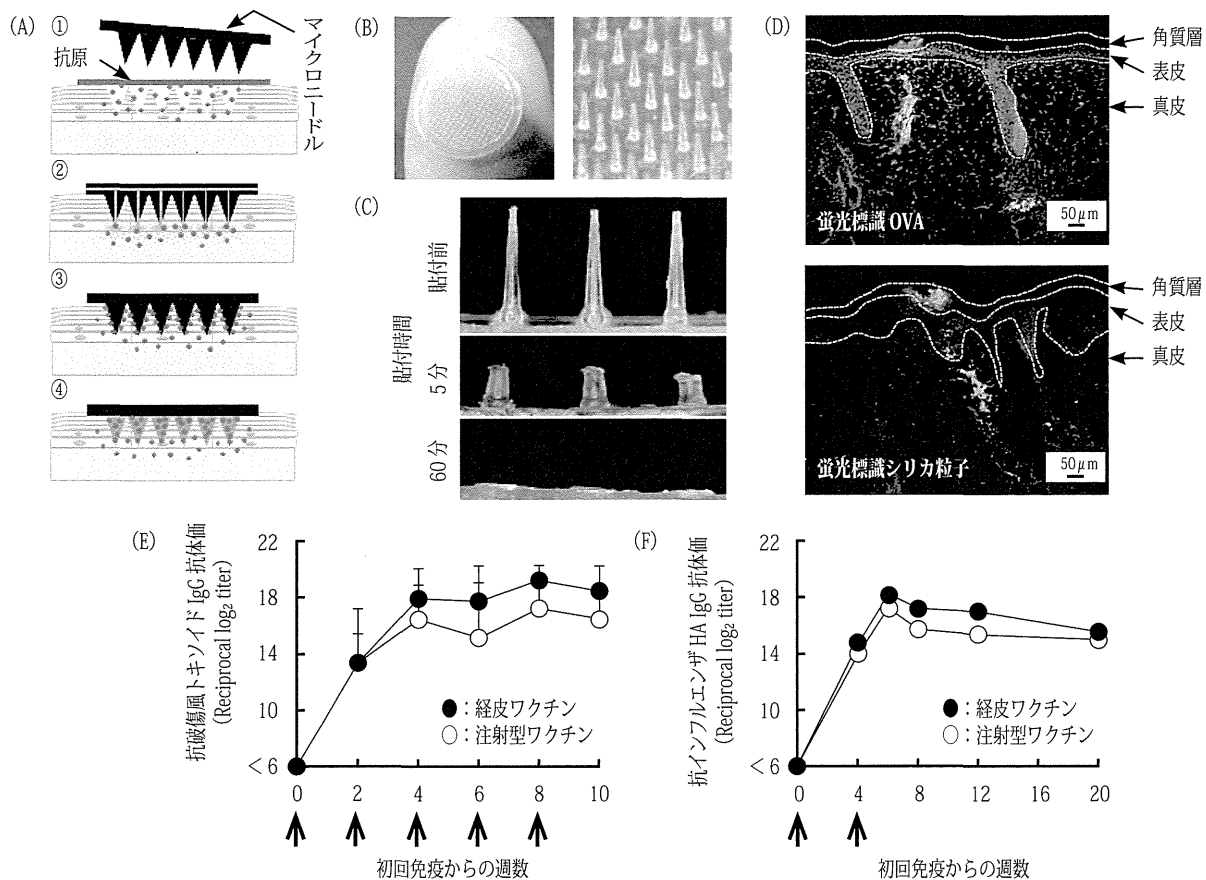 (A)
①
マイクロニードル
抗原
②
③
④
(B)
(C)
貼付時間
貼付前
5分
60分
(D)
角質層
表皮
真皮
蛍光標識 OVA
50μm
角質層
表皮
真皮
蛍光標識シリカ粒子
50μm
(E)
抗破傷風トキソイド IgG 抗体価
(Reciprocal log₂ titer)
22
18
14
10
<6
●:経皮ワクチン
○:注射型ワクチン
0 2 4 6 8 10
初回免疫からの週数
(F)
抗インフルエンザ HA IgG 抗体価
(Reciprocal log₂ titer)
22
18
14
10
<6
●:経皮ワクチン
○:注射型ワクチン
0 4 8 12 16 20
初回免疫からの週数